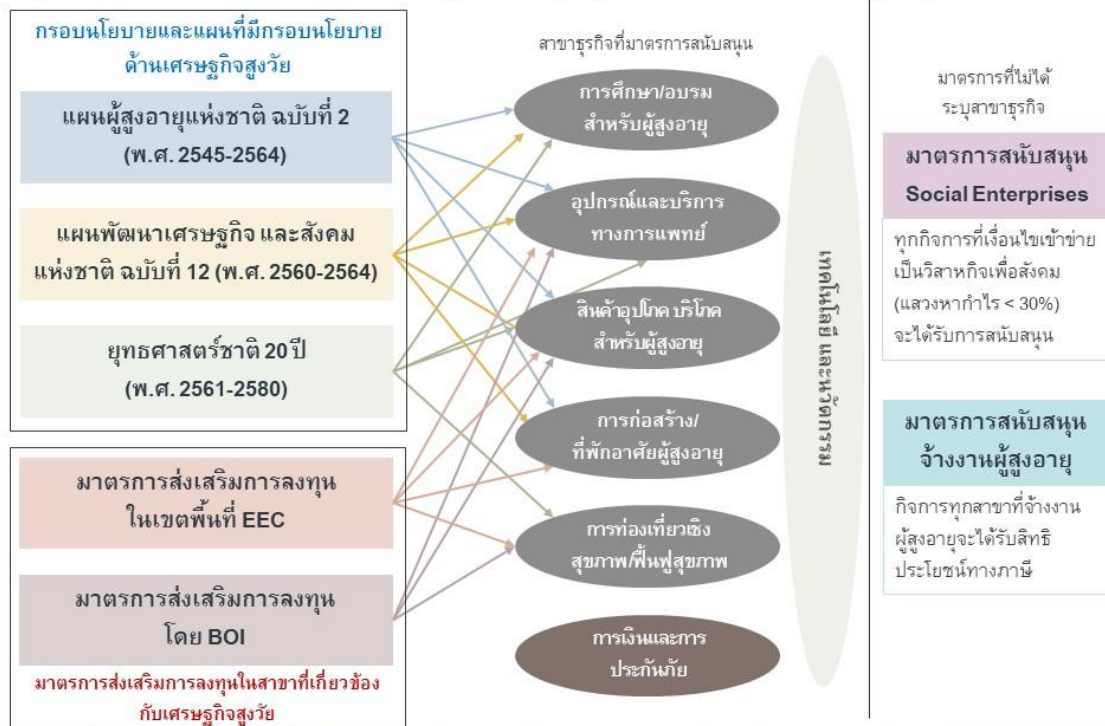 กรอบนโยบายและแผนที่มีกรอบนโยบาย
ด้านเศรษฐกิจสูงวัย
แผนผู้สูงอายุแห่งชาติ ฉบับที่ 2
(พ.ศ. 2545-2564)
แผนพัฒนาเศรษฐกิจ และสังคม
แห่งชาติ ฉบับที่ 12 (พ.ศ. 2560-2564)
ยุทธศาสตร์ชาติ 20 ปี
(พ.ศ. 2561-2580)
มาตรการส่งเสริมการลงทุน
ในเขตพื้นที่ EEC
มาตรการส่งเสริมการลงทุน
โดย BOI
มาตรการส่งเสริมการลงทุนในสาขาที่เกี่ยวข้อง
กับเศรษฐกิจสูงวัย
สาขาธุรกิจที่มาตรการสนับสนุน
การศึกษา/อบรม
สำหรับผู้สูงอายุ
อุปกรณ์และบริการ
ทางการแพทย์
สินค้าอุปโภค บริโภค
สำหรับผู้สูงอายุ
การก่อสร้าง/
ที่พักอาศัยผู้สูงอายุ
การท่องเที่ยวเชิง
สุขภาพ/ฟื้นฟูสุขภาพ
การเงินและการ
ประกันภัย
เทคโนโลยี และนวัตกรรม
มาตรการที่ไม่ได้
ระบุสาขาธุรกิจ
มาตรการสนับสนุน
Social Enterprises
ทุกกิจการที่เงื่อนไขเข้าข่าย
เป็นวิสาหกิจเพื่อสังคม
(แสวงหากำไร < 30%)
จะได้รับการสนับสนุน
มาตรการสนับสนุน
จ้างงานผู้สูงอายุ
กิจการทุกสาขาที่จ้างงาน
ผู้สูงอายุจะได้รับสิทธิ
ประโยชน์ทางภาษี